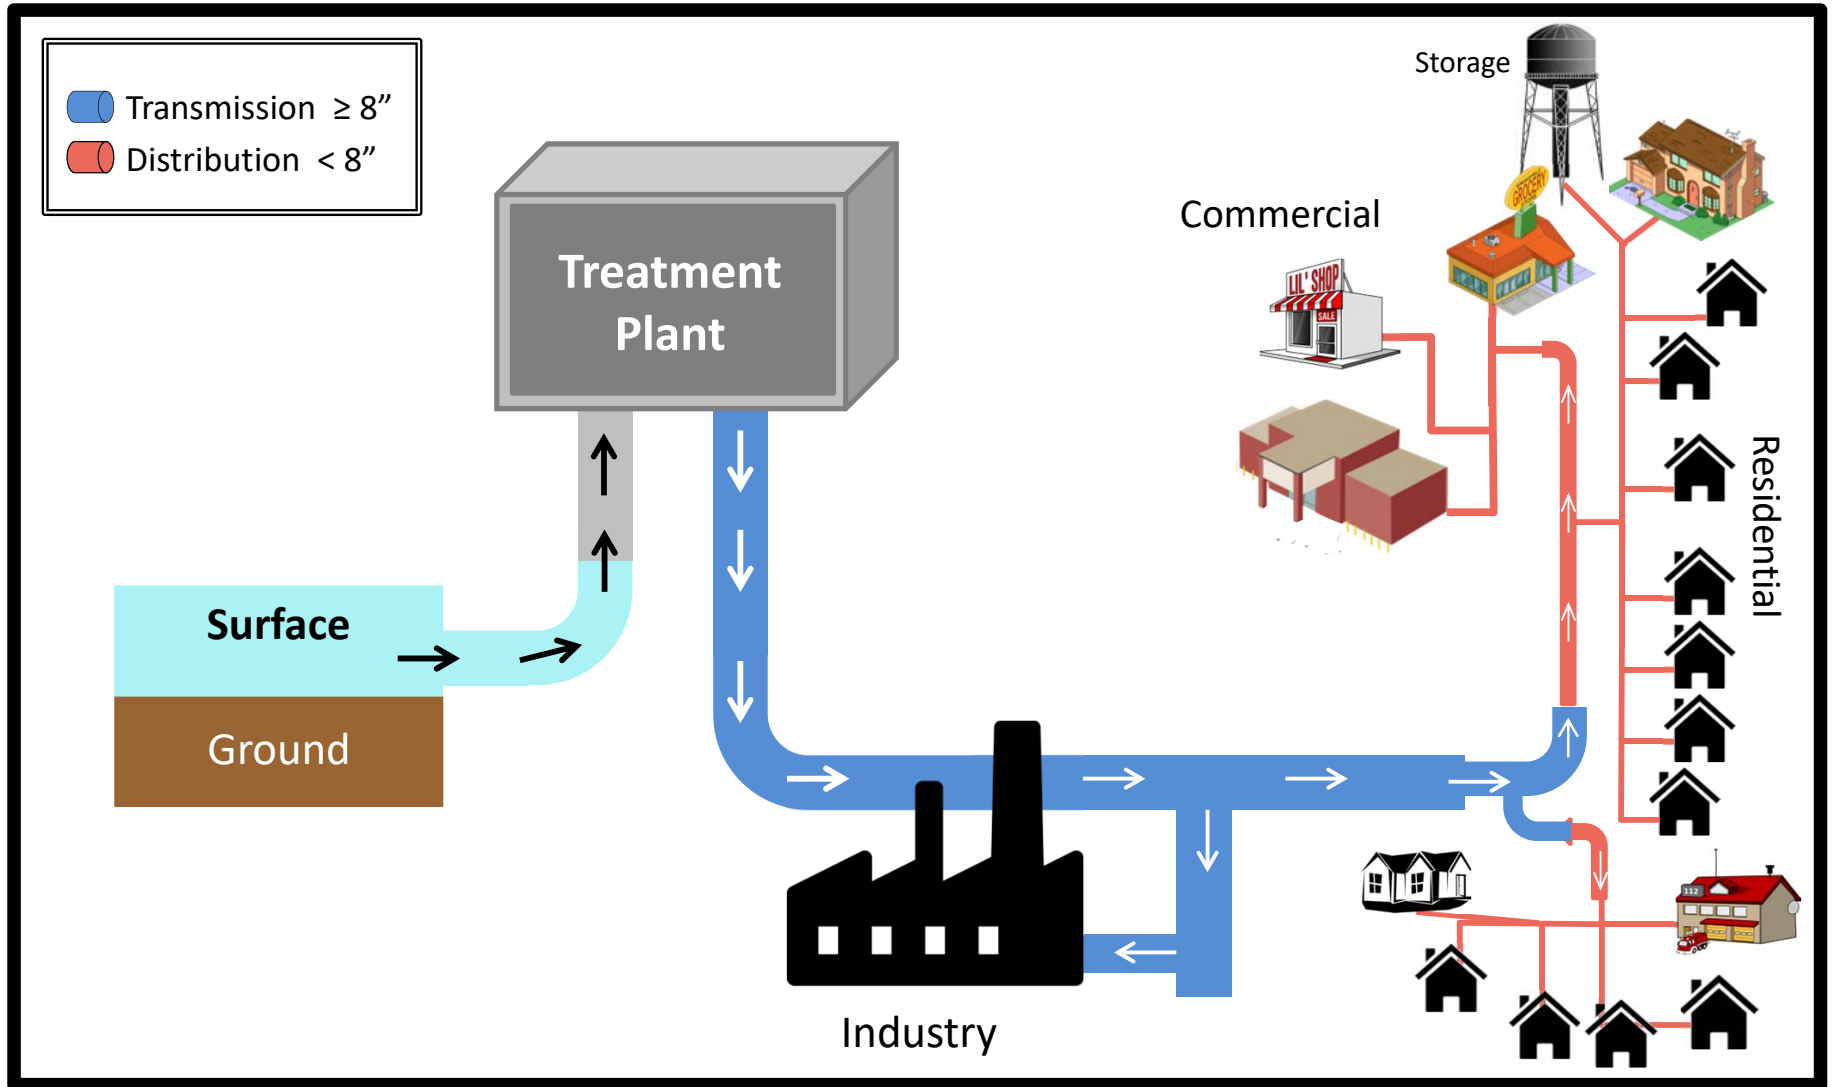 Transmission ≥ 8”
Distribution < 8”
Storage
Commercial
GROCERY
LIL' SHOP
SALE
Treatment
Plant
Residential
Surface
Ground
112
Industry